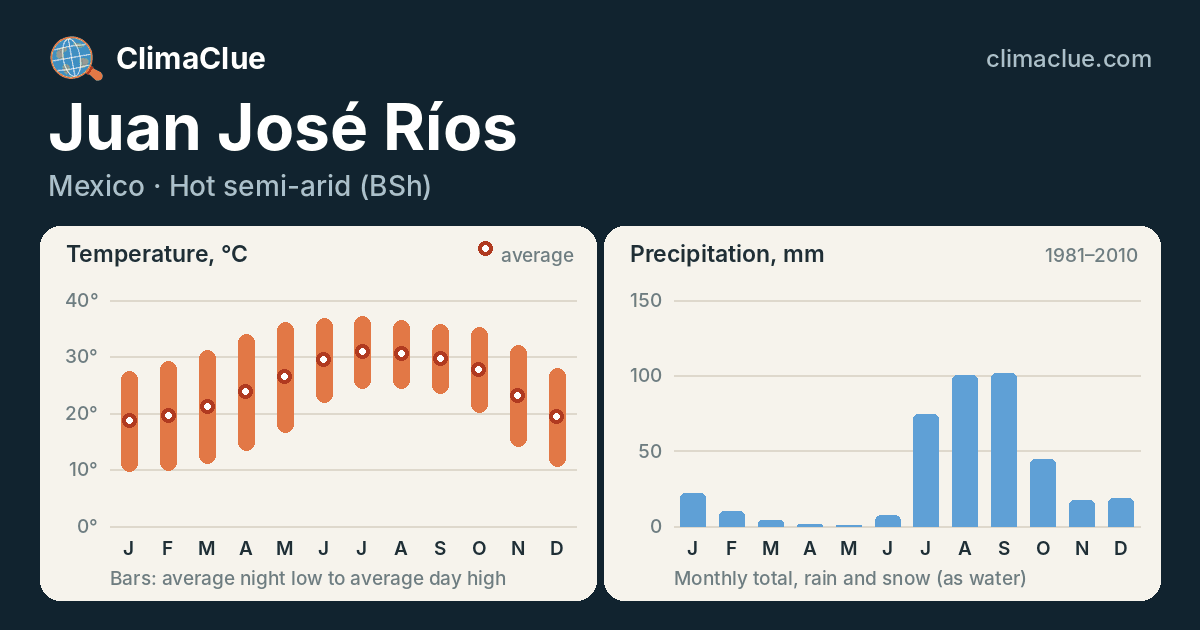 ClimaClue
climaclue.com
Juan José Ríos
Mexico · Hot semi-arid (BSh)
Temperature, °C
average
40°
30°
20°
10°
0°
J F M A M J J A S O N D
Bars: average night low to average day high
Precipitation, mm
1981–2010
150
100
50
0
J F M A M J J A S O N D
Monthly total, rain and snow (as water)